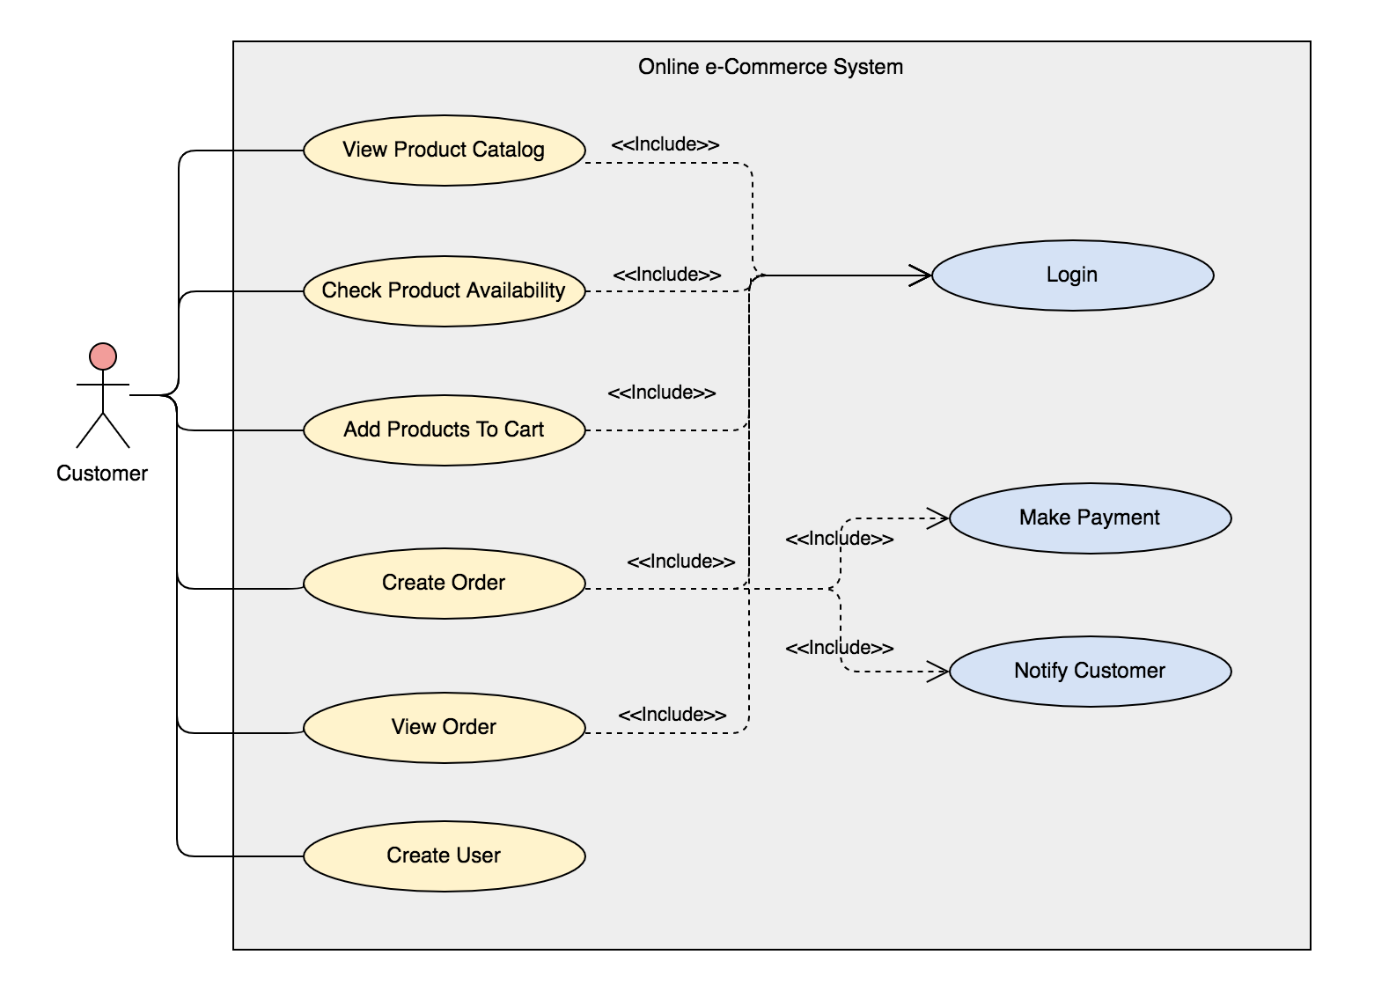 Online e-Commerce System
View Product Catalog
<<Include>>
Check Product Availability
<<Include>>
Login
Add Products To Cart
<<Include>>
Customer
Create Order
<<Include>>
<<Include>>
Make Payment
<<Include>>
Notify Customer
View Order
<<Include>>
Create User